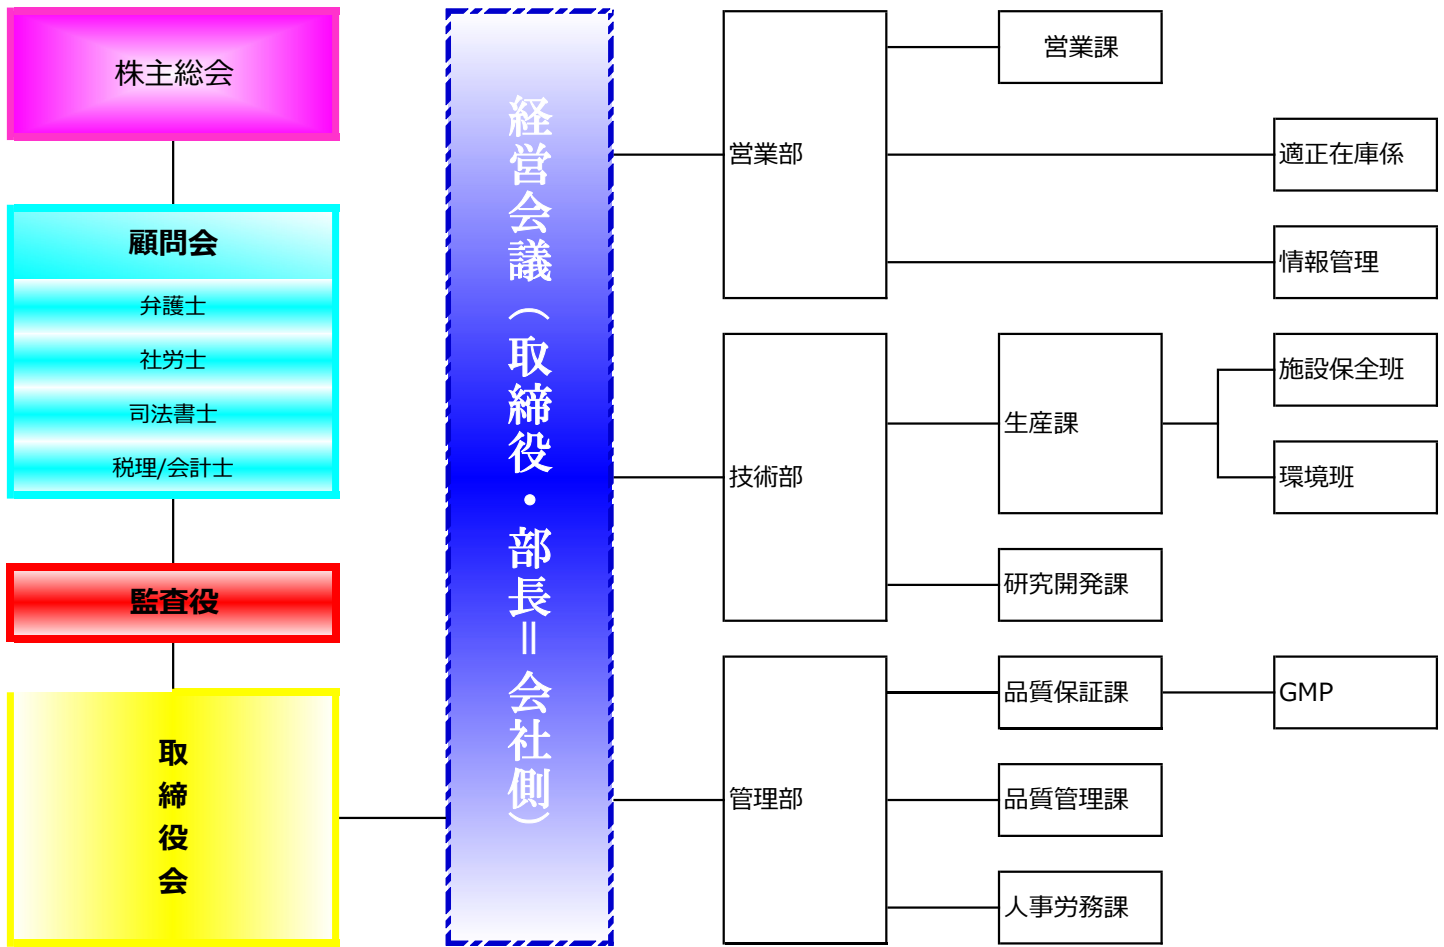 株主総会
顧問会
弁護士
社労士
司法書士
税理/会計士
監査役
取締役会
経営会議（取締役・部長＝会社側）
営業部
営業課
適正在庫係
情報管理
技術部
生産課
施設保全班
環境班
研究開発課
管理部
品質保証課
GMP
品質管理課
人事労務課